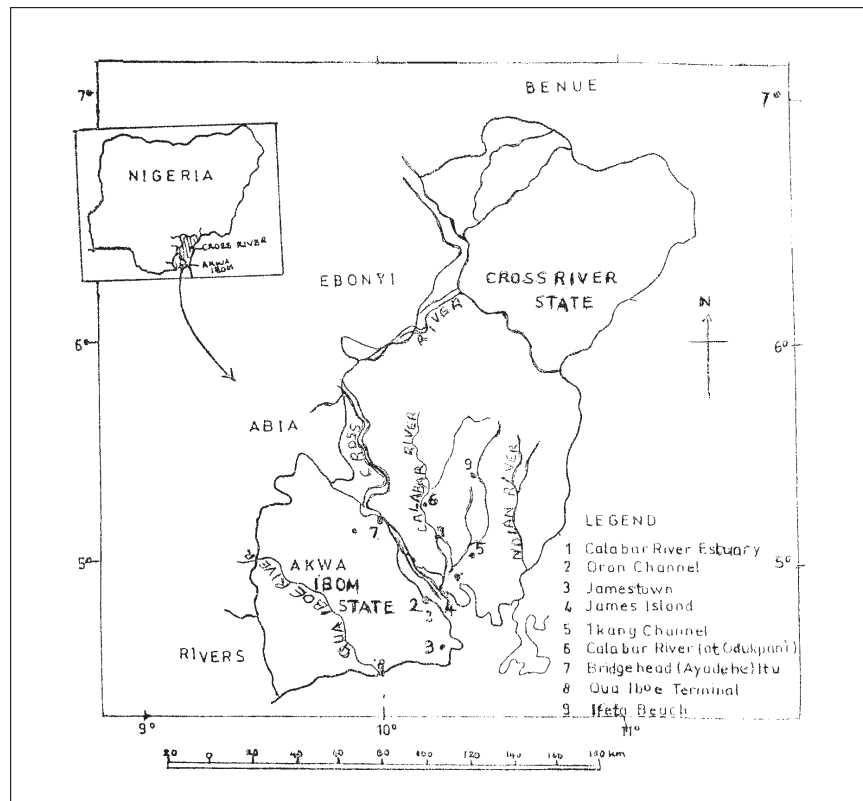 BENUE
7°
7°
NIGERIA
CROSS RIVER
AKWA
IBOM
EBONYI
CROSS RIVER
STATE
N
RIVER
6°
6°
ABIA
CROSS
CALABAR RIVER
9
6
NDIAN RIVER
7
5
LEGEND
1 Calabar River Estuary
2 Oron Channel
3 Jamestown
4 James Island
5 Ikang Channel
6 Calabar River (at Odukpani)
7 Bridgehead (Ayadehe) Itu
8 Qua Iboe Terminal
9 Ifeta Beach
5°
5°
AKWA
IBOM
STATE
QUA IBOE RIVER
2
4
3
RIVERS
8
9°
10°
11°
20 0 20 40 60 80 100 120 140 160 180 km